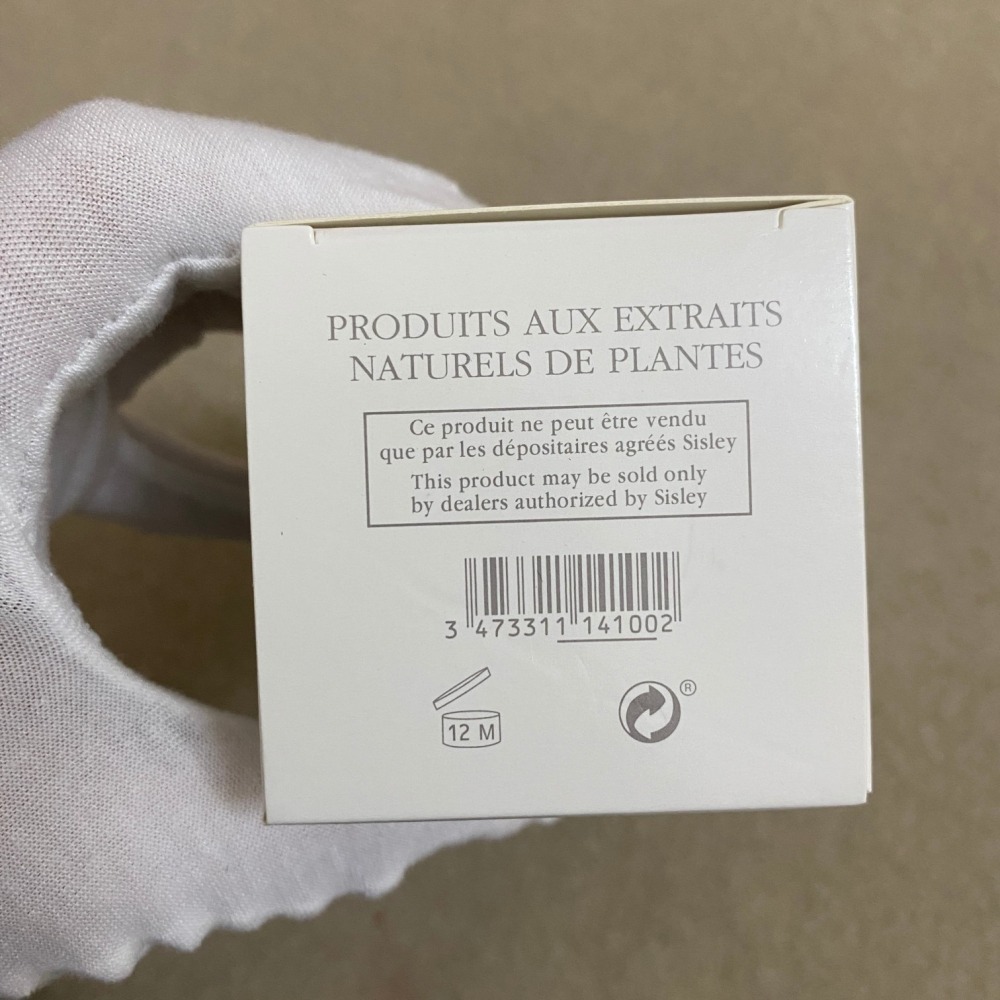 PRODUITS AUX EXTRAITS
NATURELS DE PLANTES
Ce produit ne peut être vendu
que par les dépositaires agréés Sisley
This product may be sold only
by dealers authorized by Sisley
3 473311 141002
12 M
®